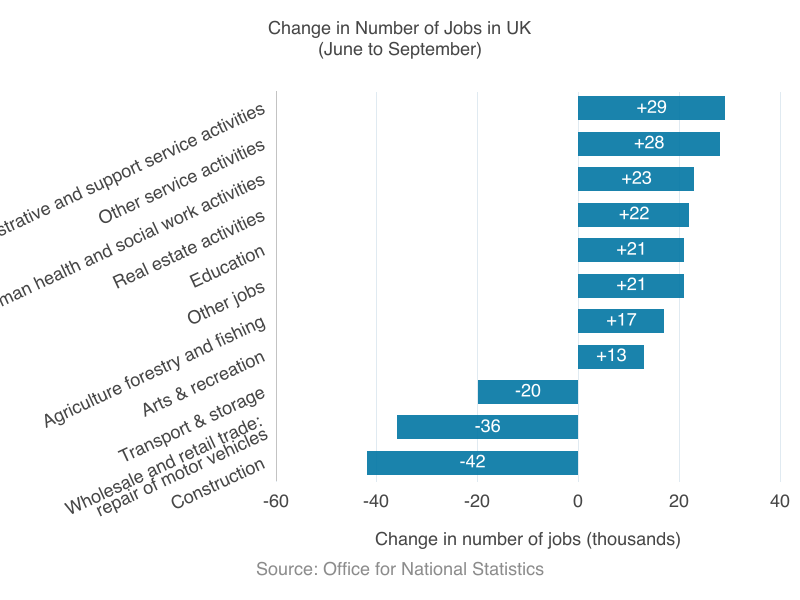 Change in Number of Jobs in UK
(June to September)
strative and support service activities
+29
Other service activities
+28
man health and social work activities
+23
Real estate activities
+22
Education
+21
Other jobs
+21
Agriculture forestry and fishing
+17
Arts & recreation
+13
Transport & storage
-20
Wholesale and retail trade:
repair of motor vehicles
-36
Construction
-42
-60 -40 -20 0 20 40
Change in number of jobs (thousands)
Source: Office for National Statistics